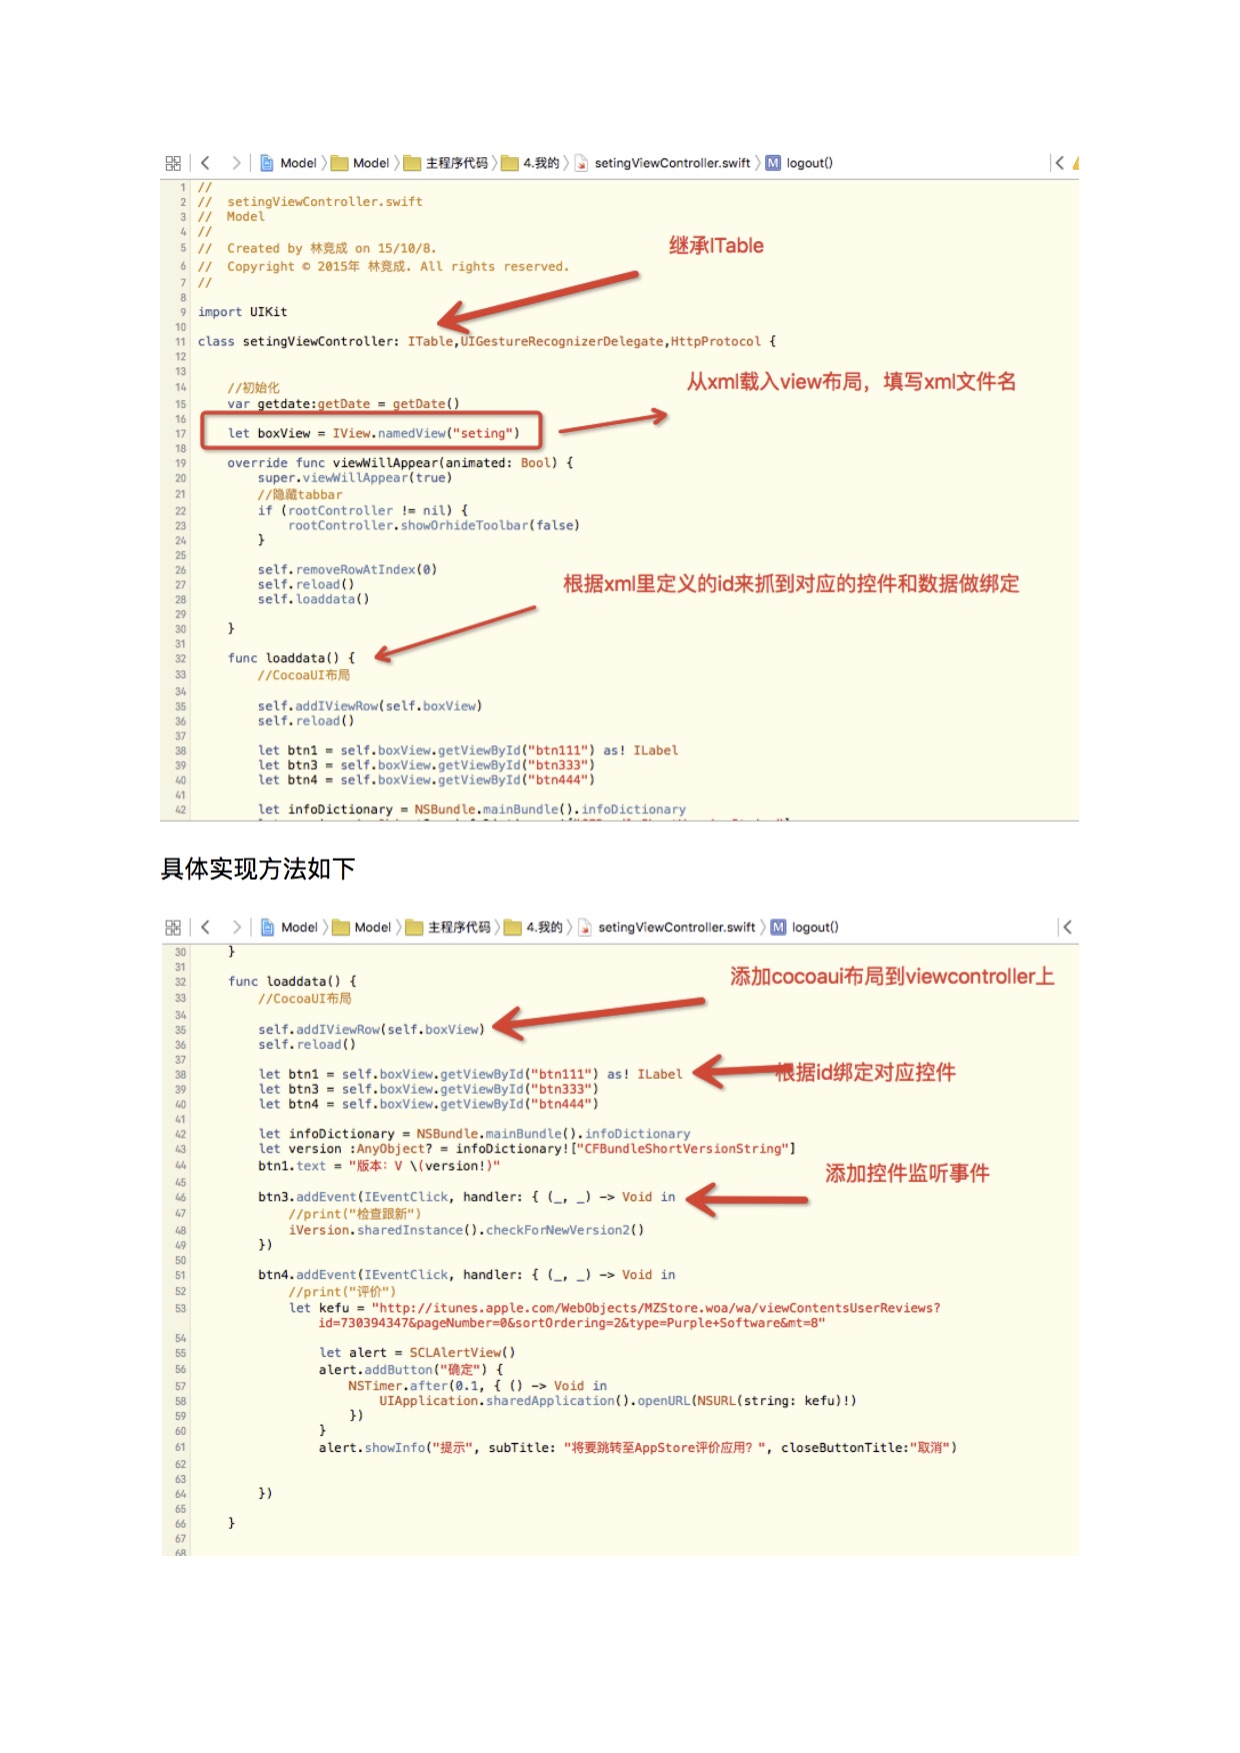 Model 〉 Model 〉 主程序代码 〉 4.我的 〉 setingViewController.swift 〉 M logout()
1 //
2 // setingViewController.swift
3 // Model
4 //
5 // Created by 林竞成 on 15/10/8.
继承ITable
6 // Copyright © 2015年 林竞成. All rights reserved.
7 //
8
9 import UIKit
10
11 class setingViewController: ITable,UIGestureRecognizerDelegate,HttpProtocol {
12
13
从xml载入view布局，填写xml文件名
14 //初始化
15 var getdate:getDate = getDate()
16
17 let boxView = IView.namedView("seting")
18
19 override func viewWillAppear(animated: Bool) {
20 super.viewWillAppear(true)
21 //隐藏tabbar
22 if (rootController != nil) {
23 rootController.showOrhideToolbar(false)
24 }
25
26 self.removeRowAtIndex(0)
27 self.reload()
根据xml里定义的id来抓到对应的控件和数据做绑定
28 self.loaddata()
29
30 }
31
32 func loaddata() {
33 //CocoaUI布局
34
35 self.addIViewRow(self.boxView)
36 self.reload()
37
38 let btn1 = self.boxView.getViewById("btn111") as! ILabel
39 let btn3 = self.boxView.getViewById("btn333")
40 let btn4 = self.boxView.getViewById("btn444")
41
42 let infoDictionary = NSBundle.mainBundle().infoDictionary
具体实现方法如下
Model 〉 Model 〉 主程序代码 〉 4.我的 〉 setingViewController.swift 〉 M logout()
30 }
31
添加cocoaui布局到viewcontroller上
32 func loaddata() {
33 //CocoaUI布局
34
35 self.addIViewRow(self.boxView)
36 self.reload()
37
38 let btn1 = self.boxView.getViewById("btn111") as! ILabel
根据id绑定对应控件
39 let btn3 = self.boxView.getViewById("btn333")
40 let btn4 = self.boxView.getViewById("btn444")
41
42 let infoDictionary = NSBundle.mainBundle().infoDictionary
43 let version :AnyObject? = infoDictionary!["CFBundleShortVersionString"]
44 btn1.text = "版本: V \(version!)"
添加控件监听事件
45
46 btn3.addEvent(IEventClick, handler: { (_, _) -> Void in
47 //print("检查跟新")
48 iVersion.sharedInstance().checkForNewVersion2()
49 })
50
51 btn4.addEvent(IEventClick, handler: { (_, _) -> Void in
52 //print("评价")
53 let kefu = "http://itunes.apple.com/WebObjects/MZStore.woa/wa/viewContentsUserReviews?
id=730394347&pageNumber=0&sortOrdering=2&type=Purple+Software&mt=8"
54
55 let alert = SCLAlertView()
56 alert.addButton("确定") {
57 NSTimer.after(0.1, { () -> Void in
58 UIApplication.sharedApplication().openURL(NSURL(string: kefu)!)
59 })
60 }
61 alert.showInfo("提示", subTitle: "将要跳转至AppStore评价应用？", closeButtonTitle:"取消")
62
63
64 })
65
66 }
67
68